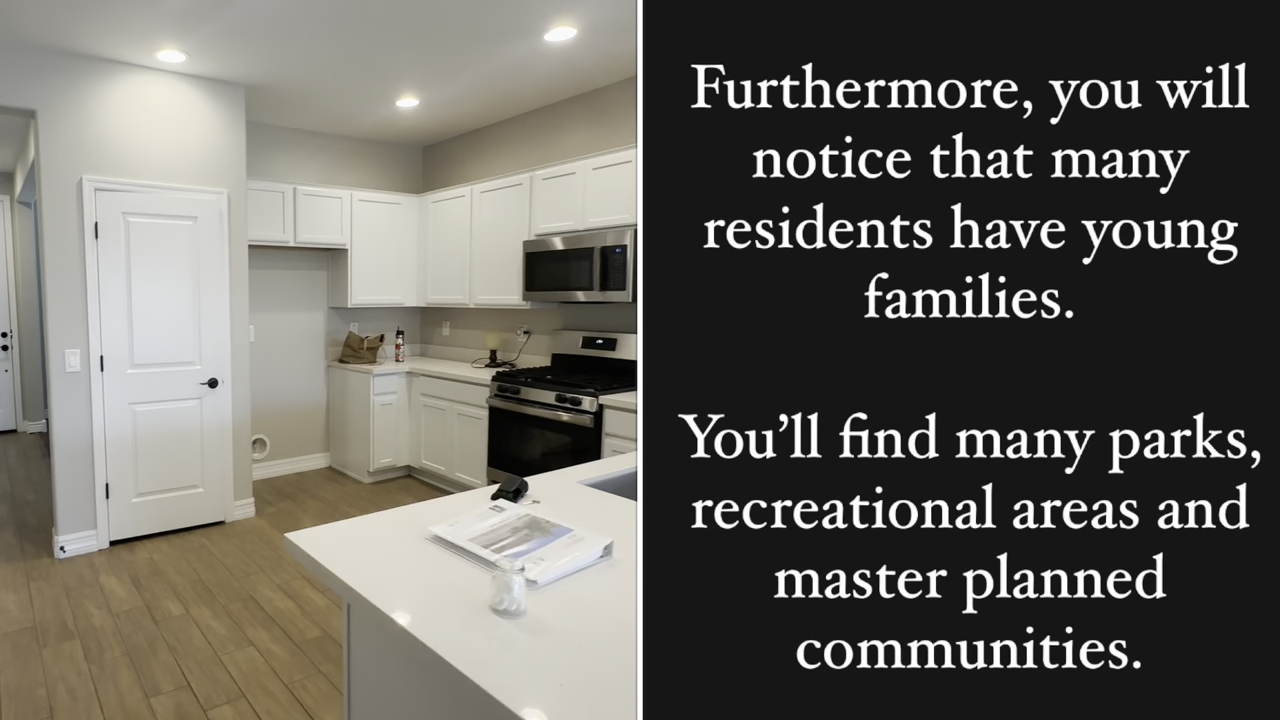 Furthermore, you will
notice that many
residents have young
families.
You’ll find many parks,
recreational areas and
master planned
communities.